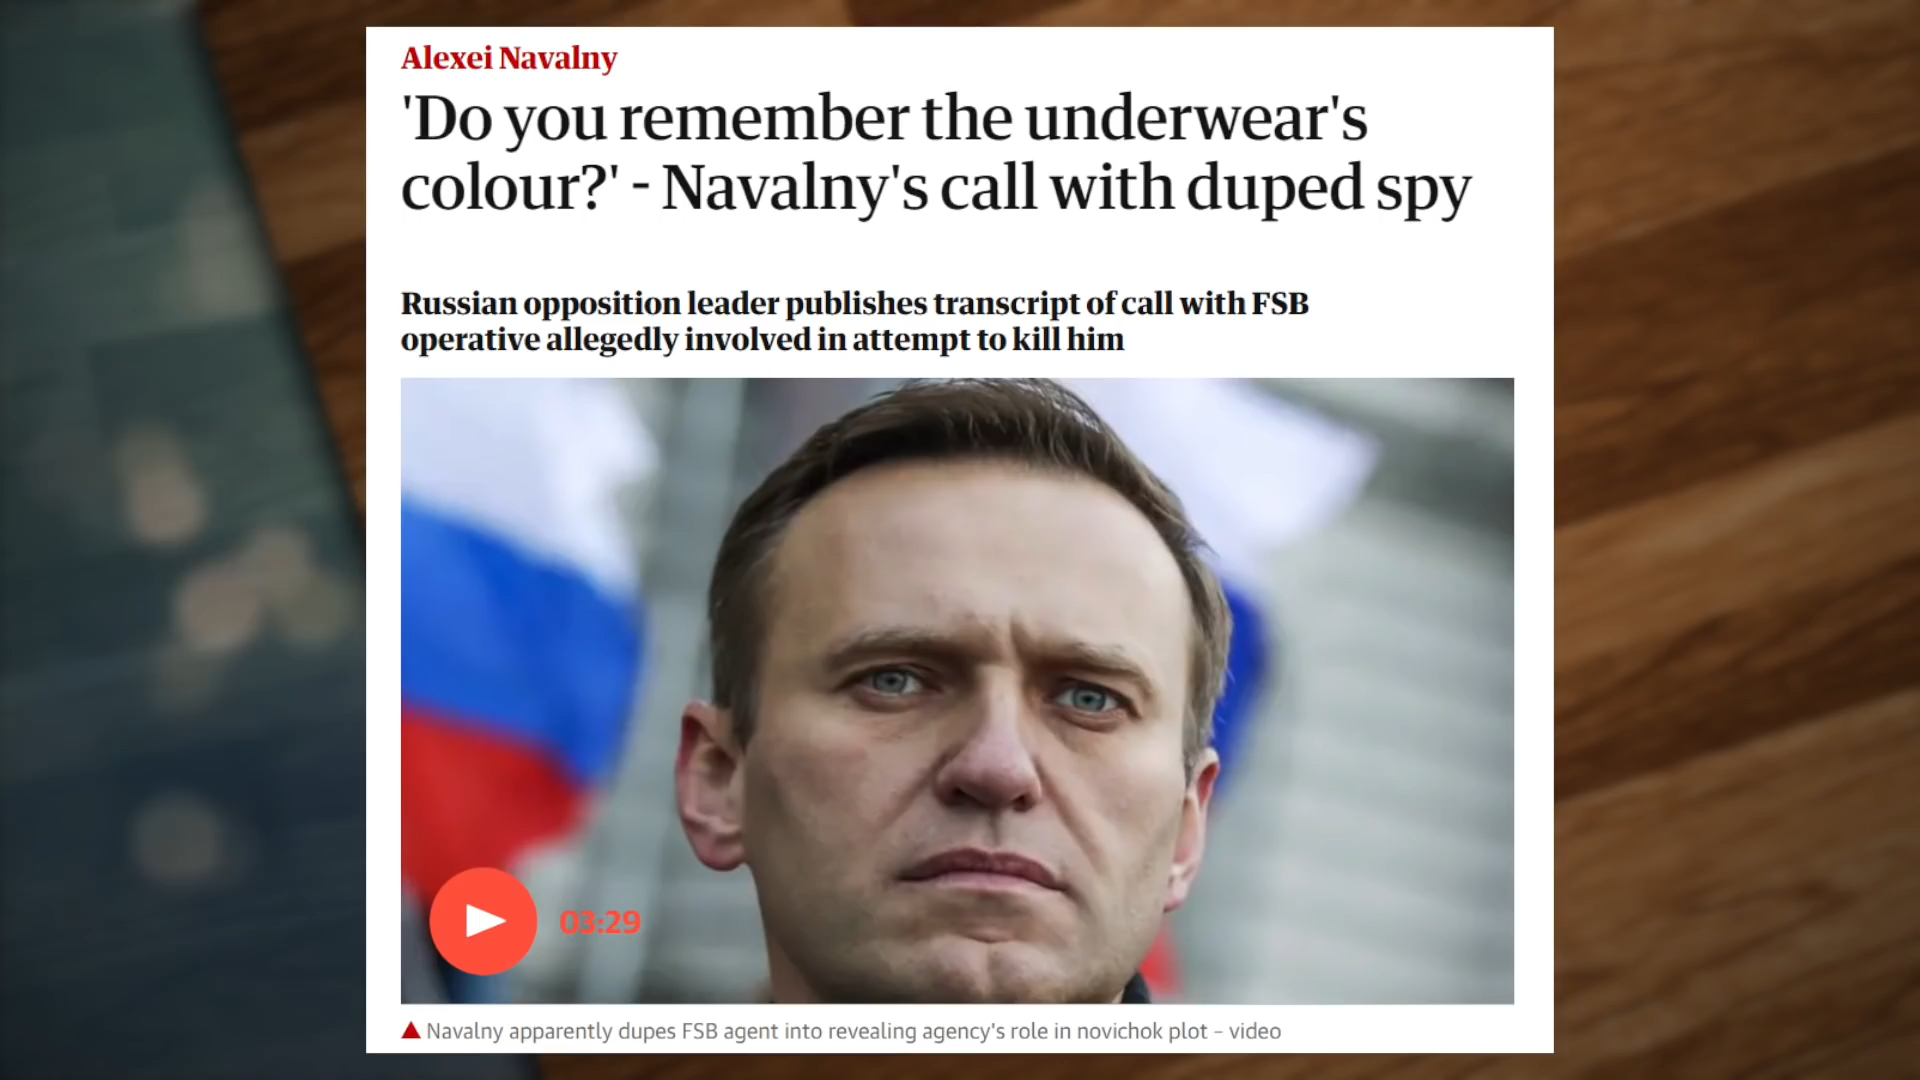 Alexei Navalny
'Do you remember the underwear's
colour?' - Navalny's call with duped spy
Russian opposition leader publishes transcript of call with FSB
operative allegedly involved in attempt to kill him
03:29
Navalny apparently dupes FSB agent into revealing agency's role in novichok plot – video